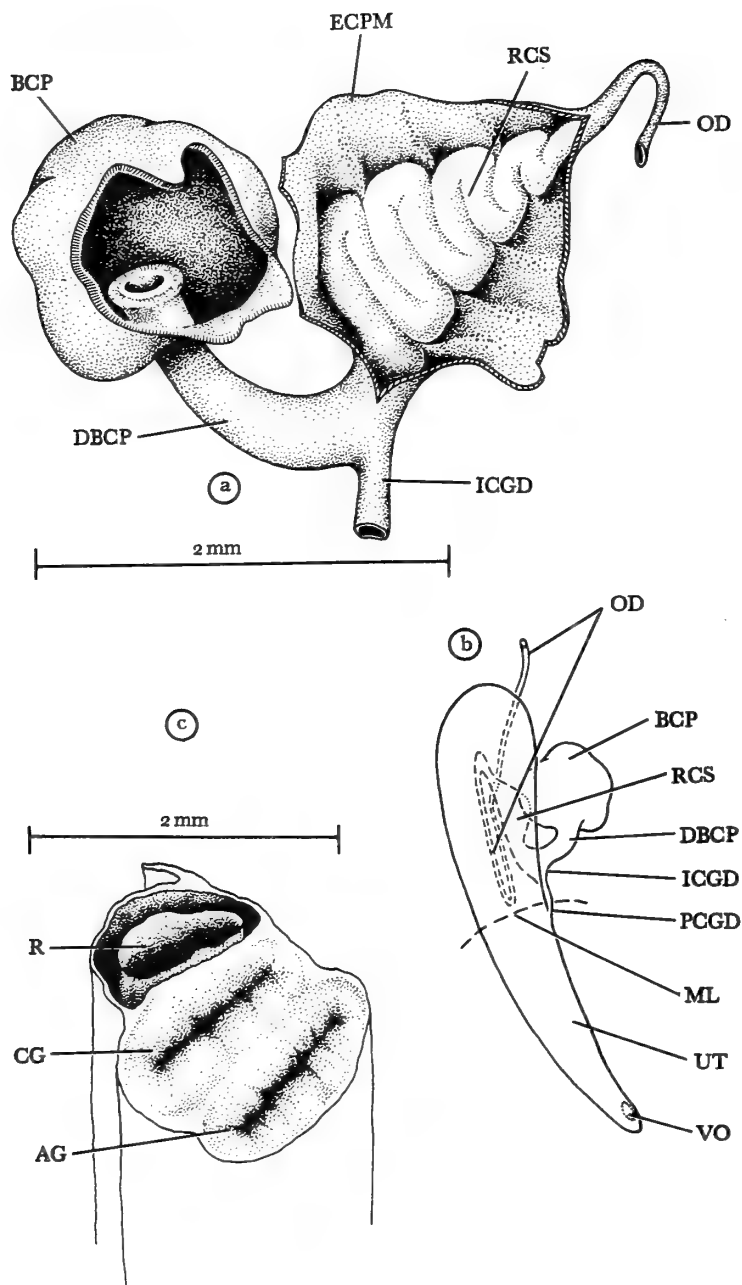 ECPM
RCS
BCP
OD
DBCP
a
ICGD
2 mm
OD
b
BCP
c
RCS
2 mm
DBCP
ICGD
PCGD
R
ML
CG
UT
AG
VO